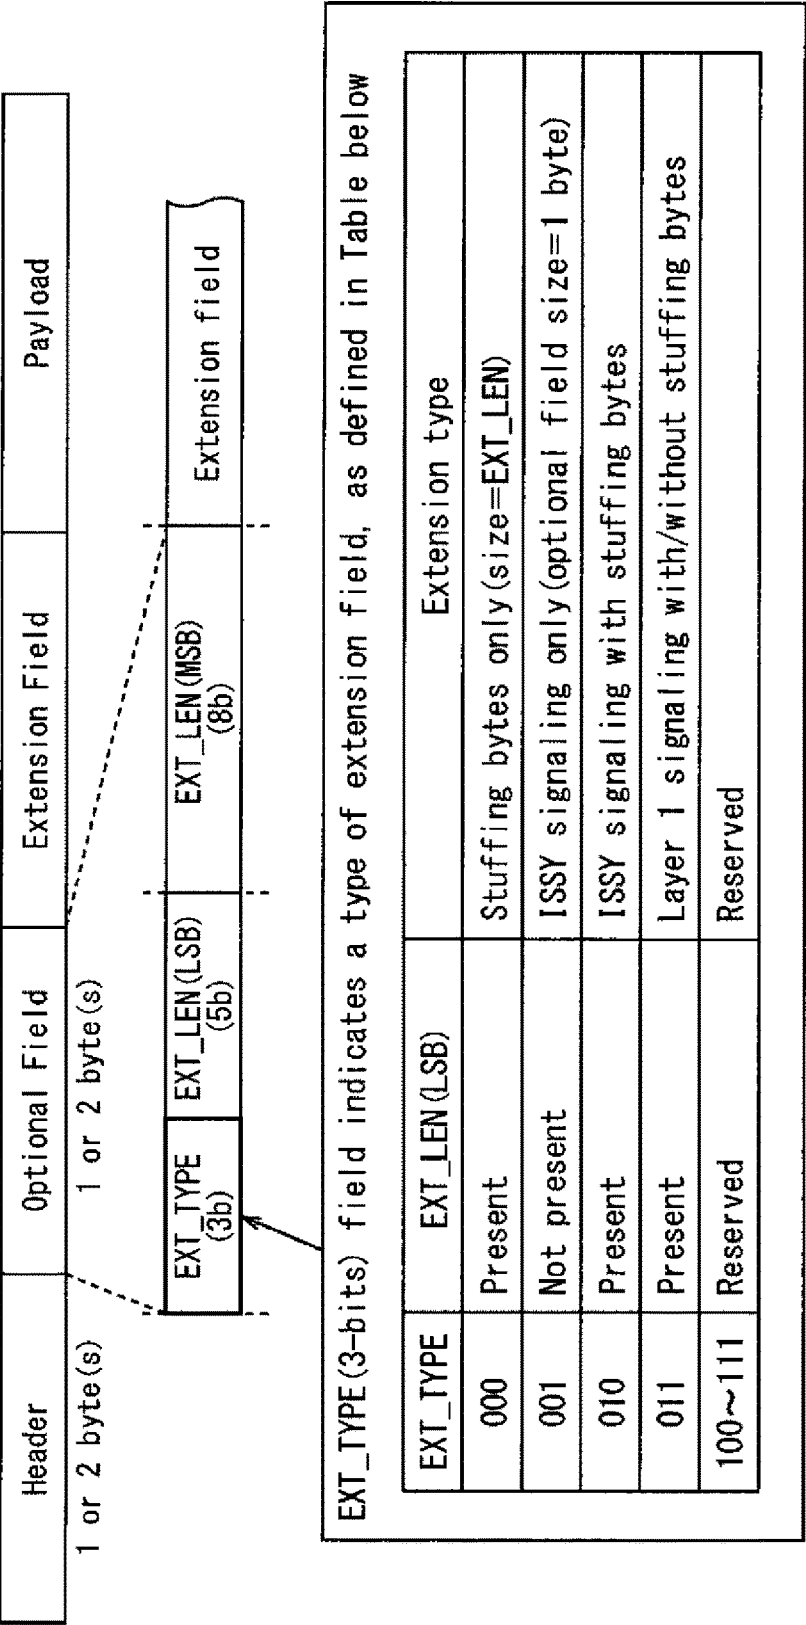 Header
Optional Field
Extension Field
Payload
1 or 2 byte(s)
1 or 2 byte(s)
EXT_TYPE
(3b)
EXT_LEN(LSB)
(5b)
EXT_LEN(MSB)
(8b)
Extension field
EXT_TYPE(3-bits) field indicates a type of extension field, as defined in Table below
EXT_TYPE EXT_LEN(LSB) Extension type
000 Present Stuffing bytes only(size=EXT_LEN)
001 Not present ISSY signaling only(optional field size=1 byte)
010 Present ISSY signaling with stuffing bytes
011 Present Layer 1 signaling with/without stuffing bytes
100~111 Reserved Reserved